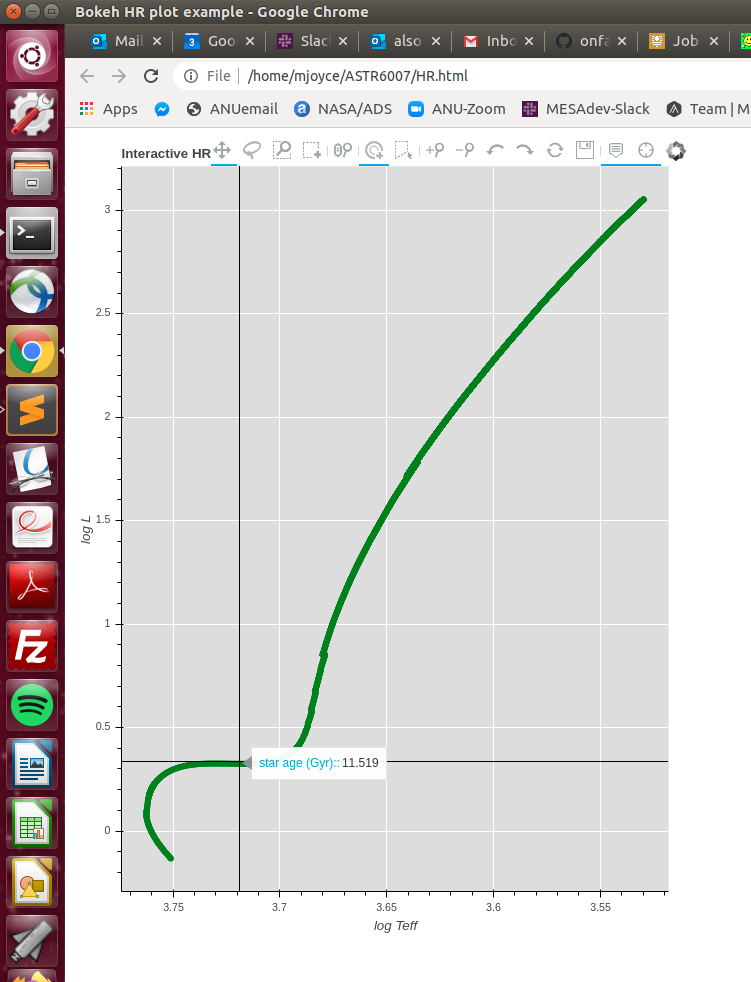 Bokeh HR plot example - Google Chrome
Mail × 3 Goo × Slac × also × Inbo × onfa × Job ×
File | /home/mjoyce/ASTR6007/HR.html
Apps ANUemail a NASA/ADS ANU-Zoom MESAdev-Slack Team | M
Interactive HR
3
2.5
2
log L
1.5
1
0.5
star age (Gyr):: 11.519
0
3.75 3.7 3.65 3.6 3.55
log Teff
>_
Fz